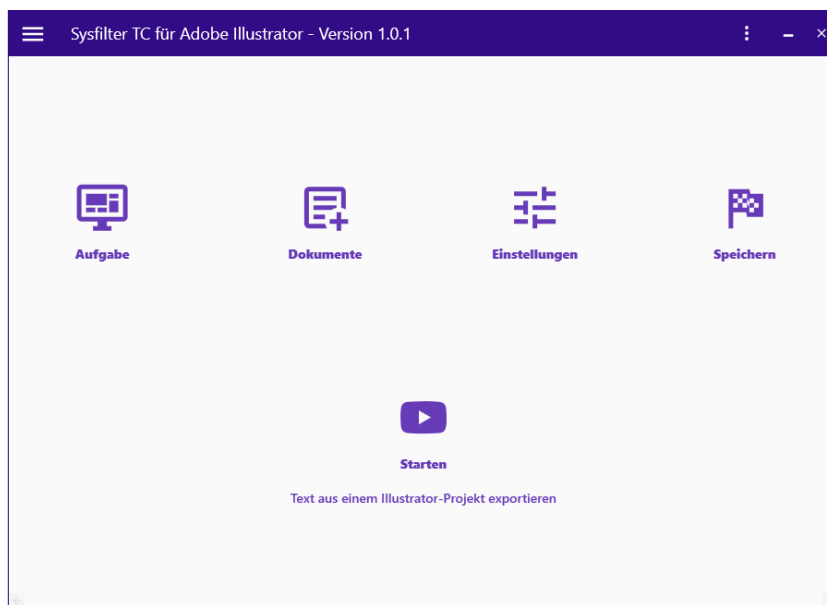 Sysfilter TC für Adobe Illustrator - Version 1.0.1
Aufgabe
Dokumente
Einstellungen
Speichern
Starten
Text aus einem Illustrator-Projekt exportieren